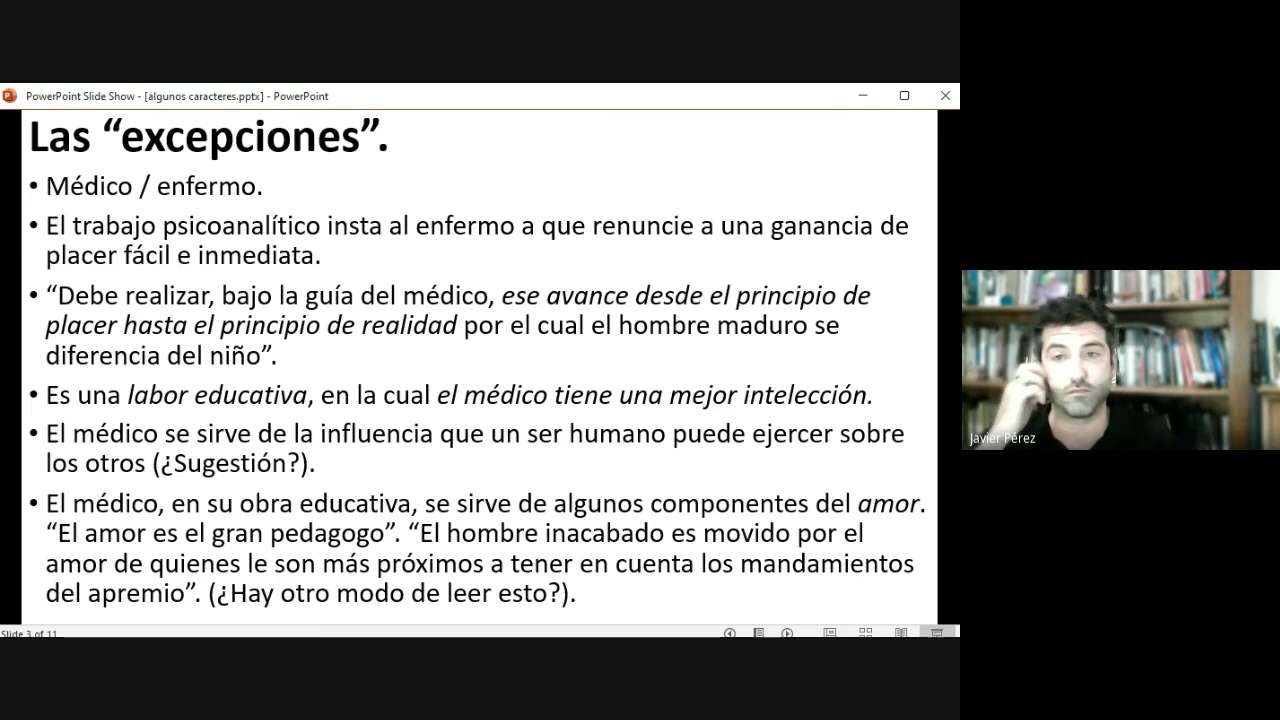 PowerPoint Slide Show - [algunos caracteres.pptx] - PowerPoint
Las “excepciones”.
• Médico / enfermo.
• El trabajo psicoanalítico insta al enfermo a que renuncie a una ganancia de
placer fácil e inmediata.
• “Debe realizar, bajo la guía del médico, ese avance desde el principio de
placer hasta el principio de realidad por el cual el hombre maduro se
diferencia del niño”.
• Es una labor educativa, en la cual el médico tiene una mejor intelección.
• El médico se sirve de la influencia que un ser humano puede ejercer sobre
los otros (¿Sugestión?).
• El médico, en su obra educativa, se sirve de algunos componentes del amor.
“El amor es el gran pedagogo”. “El hombre inacabado es movido por el
amor de quienes le son más próximos a tener en cuenta los mandamientos
del apremio”. (¿Hay otro modo de leer esto?).
Slide 3 of 11
Javier Pérez